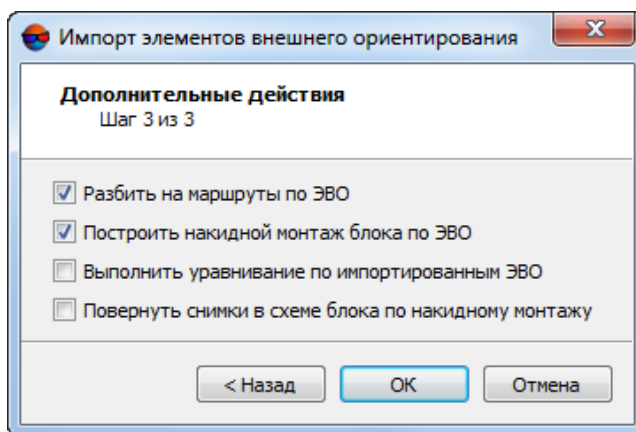 Импорт элементов внешнего ориентирования
Дополнительные действия
Шаг 3 из 3
Разбить на маршруты по ЭВО
Построить накидной монтаж блока по ЭВО
Выполнить уравнивание по импортированным ЭВО
Повернуть снимки в схеме блока по накидному монтажу
< Назад OK Отмена